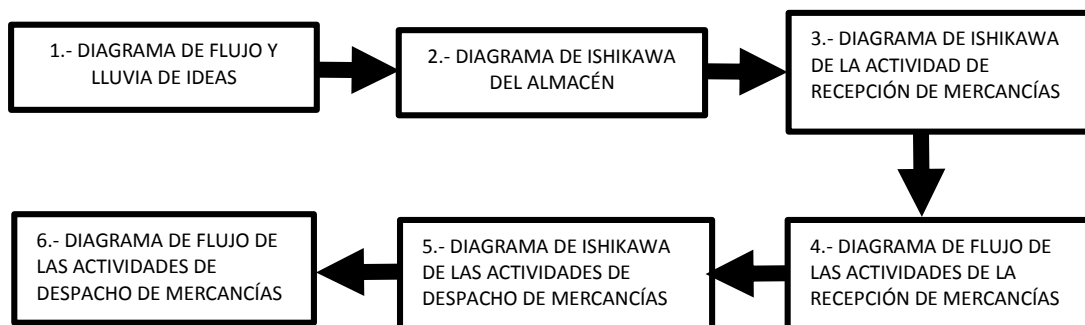 1.- DIAGRAMA DE FLUJO Y
LLUVIA DE IDEAS
2.- DIAGRAMA DE ISHIKAWA
DEL ALMACÉN
3.- DIAGRAMA DE ISHIKAWA
DE LA ACTIVIDAD DE
RECEPCIÓN DE MERCANCÍAS
4.- DIAGRAMA DE FLUJO DE
LAS ACTIVIDADES DE LA
RECEPCIÓN DE MERCANCÍAS
5.- DIAGRAMA DE ISHIKAWA
DE LAS ACTIVIDADES DE
DESPACHO DE MERCANCÍAS
6.- DIAGRAMA DE FLUJO DE
LAS ACTIVIDADES DE
DESPACHO DE MERCANCÍAS